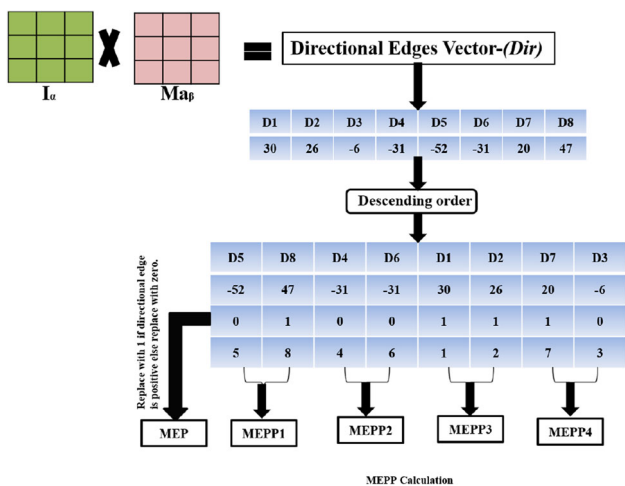 Directional Edges Vector-(Dir)
Iα
Maβ
D1 D2 D3 D4 D5 D6 D7 D8
30 26 -6 -31 -52 -31 20 47
Descending order
D5 D8 D4 D6 D1 D2 D7 D3
-52 47 -31 -31 30 26 20 -6
0 1 0 0 1 1 1 0
5 8 4 6 1 2 7 3
Replace with 1 if directional edge
is positive else replace with zero.
MEP MEPP1 MEPP2 MEPP3 MEPP4
MEPP Calculation